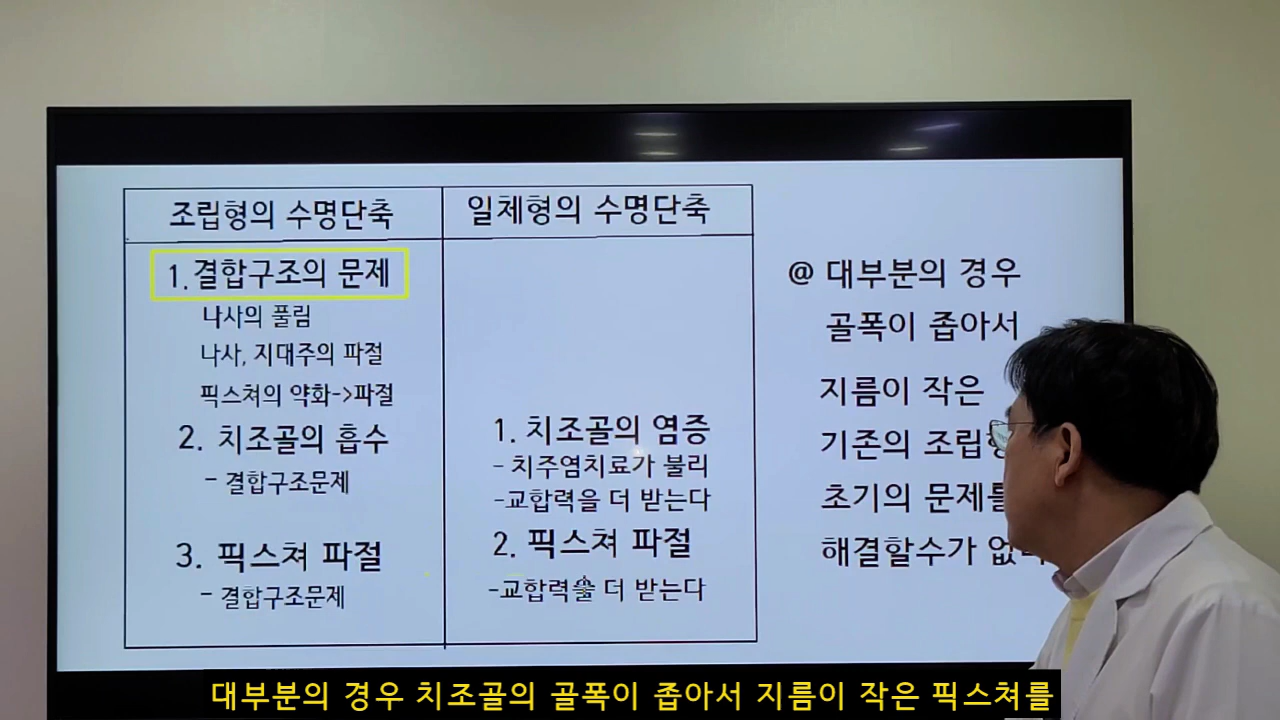 조립형의 수명단축
1. 결합구조의 문제
나사의 풀림
나사, 지대주의 파절
픽스쳐의 약화->파절
2. 치조골의 흡수
- 결합구조문제
3. 픽스쳐 파절
- 결합구조문제
일체형의 수명단축
1. 치조골의 염증
- 치주염치료가 불리
-교합력을 더 받는다
2. 픽스쳐 파절
-교합력을 더 받는다
@ 대부분의 경우
골폭이 좁아서
지름이 작은
기존의
초기의 문제를
해결할수가
대부분의 경우 치조골의 골폭이 좁아서 지름이 작은 픽스쳐를